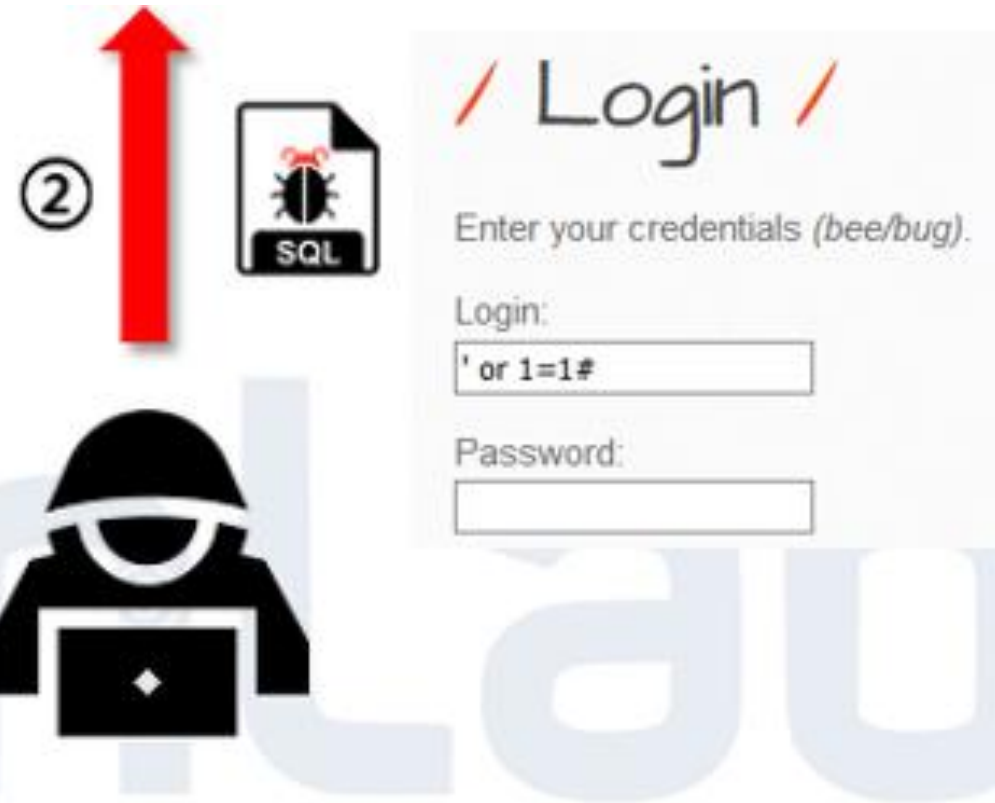 ②
SQL
/ Login /
Enter your credentials (bee/bug).
Login:
' or 1=1#
Password: